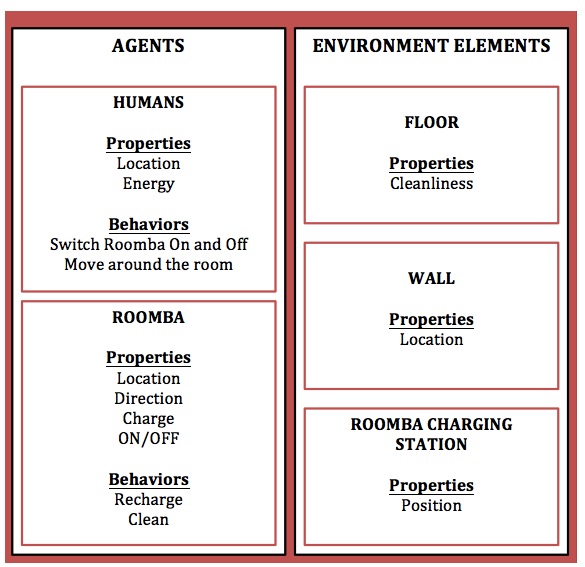 AGENTS
HUMANS
Properties
Location
Energy
Behaviors
Switch Roomba On and Off
Move around the room
ROOMBA
Properties
Location
Direction
Charge
ON/OFF
Behaviors
Recharge
Clean
ENVIRONMENT ELEMENTS
FLOOR
Properties
Cleanliness
WALL
Properties
Location
ROOMBA CHARGING
STATION
Properties
Position